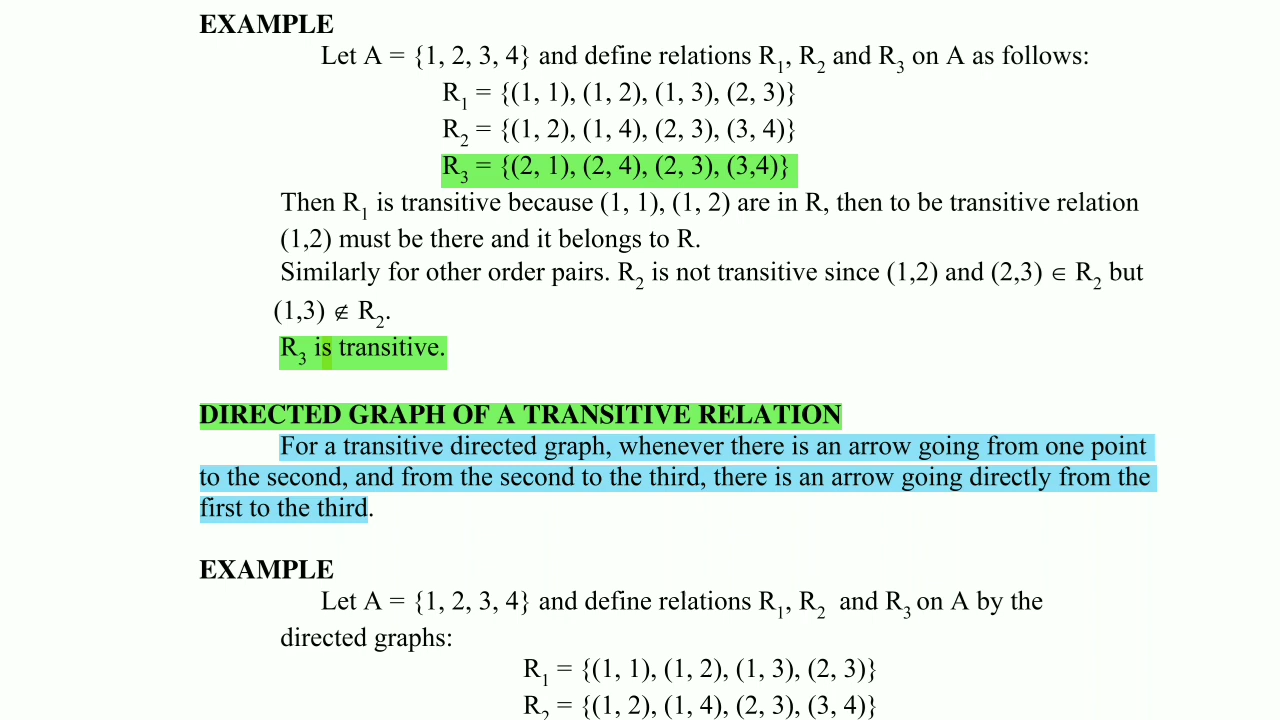 EXAMPLE
Let A = {1, 2, 3, 4} and define relations R₁, R₂ and R₃ on A as follows:
R₁ = {(1, 1), (1, 2), (1, 3), (2, 3)}
R₂ = {(1, 2), (1, 4), (2, 3), (3, 4)}
R₃ = {(2, 1), (2, 4), (2, 3), (3,4)}
Then R₁ is transitive because (1, 1), (1, 2) are in R, then to be transitive relation
(1,2) must be there and it belongs to R.
Similarly for other order pairs. R₂ is not transitive since (1,2) and (2,3) ∈ R₂ but
(1,3) ∉ R₂.
R₃ is transitive.
DIRECTED GRAPH OF A TRANSITIVE RELATION
For a transitive directed graph, whenever there is an arrow going from one point
to the second, and from the second to the third, there is an arrow going directly from the
first to the third.
EXAMPLE
Let A = {1, 2, 3, 4} and define relations R₁, R₂ and R₃ on A by the
directed graphs:
R₁ = {(1, 1), (1, 2), (1, 3), (2, 3)}
R₂ = {(1, 2), (1, 4), (2, 3), (3, 4)}